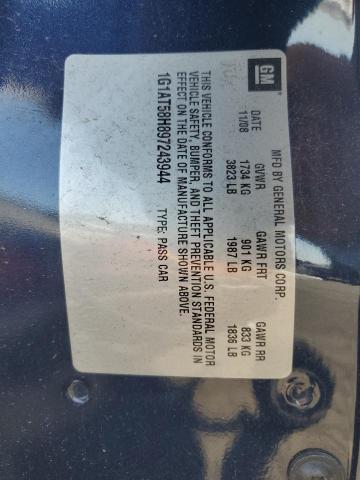 GM
MFD BY GENERAL MOTORS CORP.
DATE GVWR GAWR FRT GAWR RR
11/08 1734 KG 901 KG 833 KG
3823 LB 1987 LB 1836 LB
THIS VEHICLE CONFORMS TO ALL APPLICABLE U.S. FEDERAL MOTOR
VEHICLE SAFETY, BUMPER, AND THEFT PREVENTION STANDARDS IN
EFFECT ON THE DATE OF MANUFACTURE SHOWN ABOVE.
1G1AT58H897243944 TYPE: PASS CAR